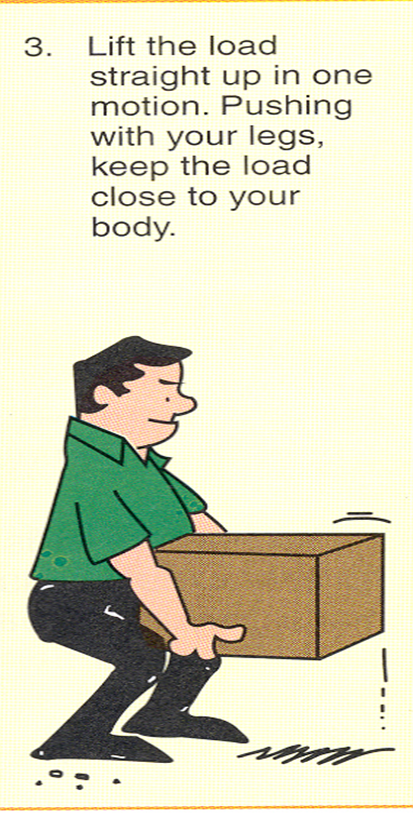 3. Lift the load
straight up in one
motion. Pushing
with your legs,
keep the load
close to your
body.